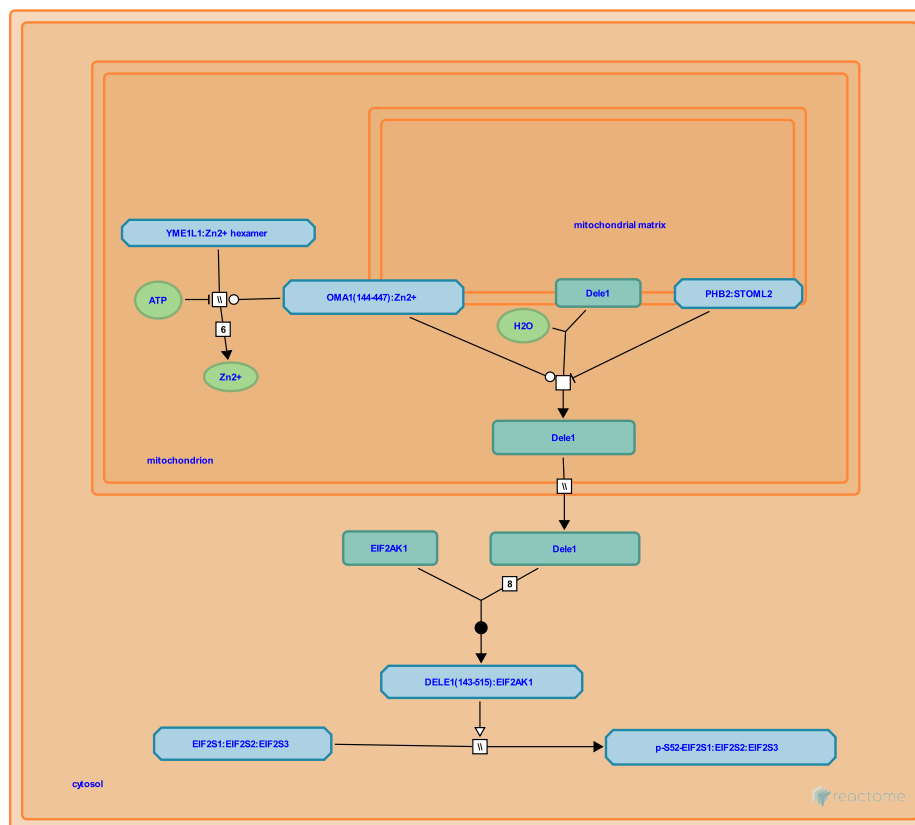 mitochondrial matrix
YME1L1:Zn2+ hexamer
ATP
\\
OMA1(144-447):Zn2+
Dele1
PHB2:STOML2
6
H2O
Zn2+
Dele1
mitochondrion
\\
EIF2AK1
Dele1
8
DELE1(143-515):EIF2AK1
EIF2S1:EIF2S2:EIF2S3
\\
p-S52-EIF2S1:EIF2S2:EIF2S3
cytosol
reactome